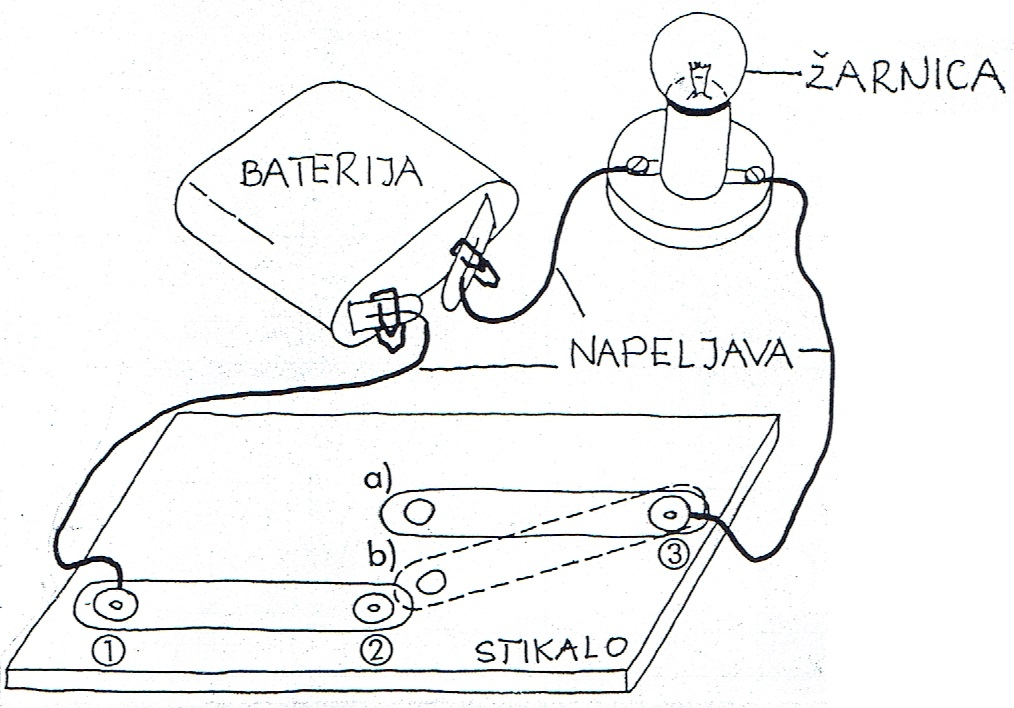 ŽARNICA
BATERIJA
NAPELJAVA
a)
b)
3
1
2
STIKALO